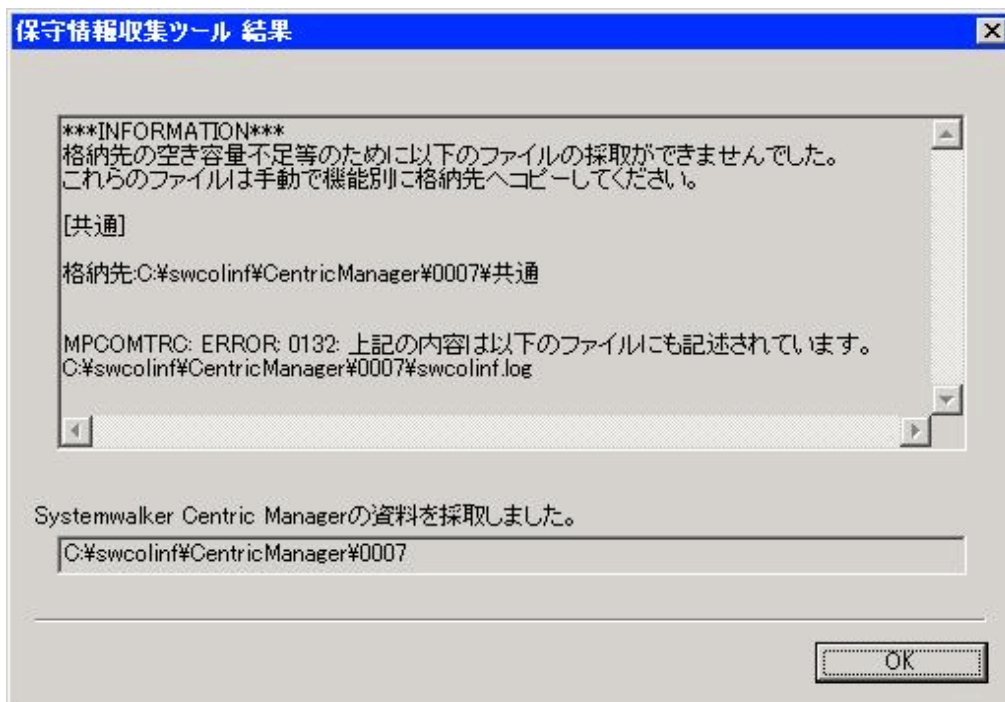 保守情報収集ツール 結果
***INFORMATION***
格納先の空き容量不足等のために以下のファイルの採取ができませんでした。
これらのファイルは手動で機能別に格納先へコピーしてください。
[共通]
格納先:C:¥swcolinf¥CentricManager¥0007¥共通
MPCOMTRC: ERROR: 0132: 上記の内容は以下のファイルにも記述されています。
C:¥swcolinf¥CentricManager¥0007¥swcolinf.log
Systemwalker Centric Managerの資料を採取しました。
C:¥swcolinf¥CentricManager¥0007
OK